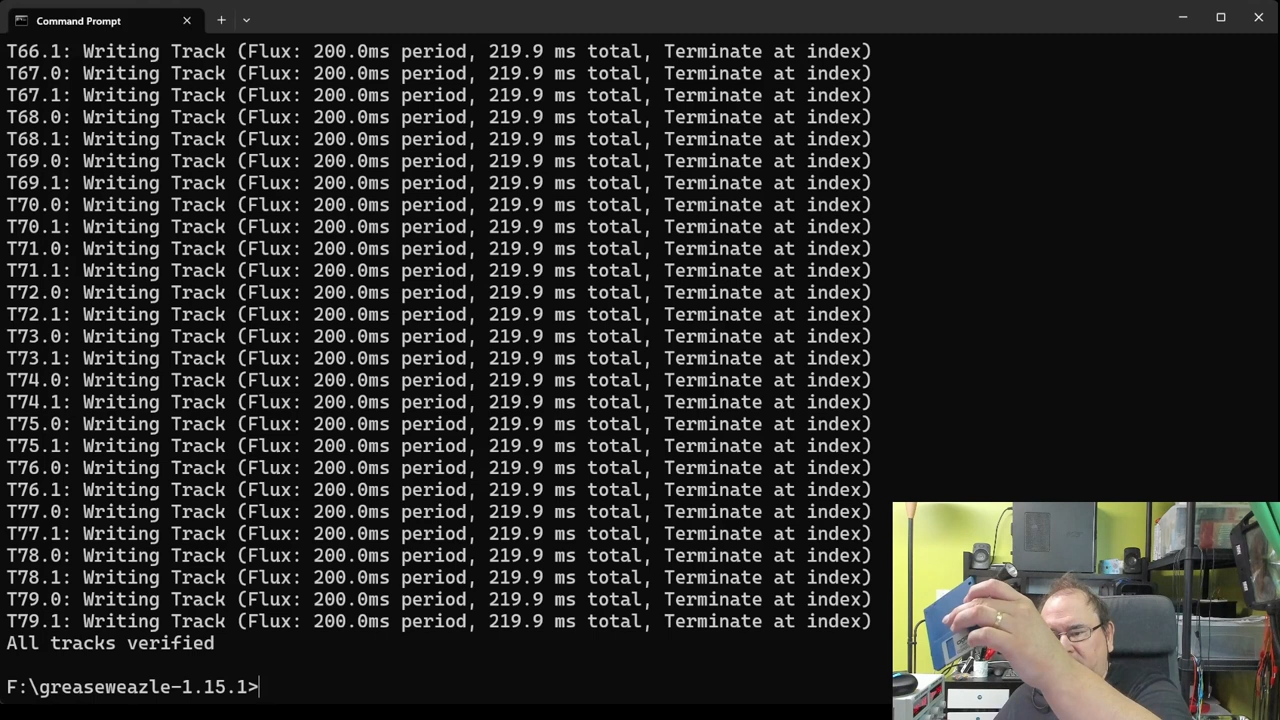 Command Prompt
T66.1: Writing Track (Flux: 200.0ms period, 219.9 ms total, Terminate at index)
T67.0: Writing Track (Flux: 200.0ms period, 219.9 ms total, Terminate at index)
T67.1: Writing Track (Flux: 200.0ms period, 219.9 ms total, Terminate at index)
T68.0: Writing Track (Flux: 200.0ms period, 219.9 ms total, Terminate at index)
T68.1: Writing Track (Flux: 200.0ms period, 219.9 ms total, Terminate at index)
T69.0: Writing Track (Flux: 200.0ms period, 219.9 ms total, Terminate at index)
T69.1: Writing Track (Flux: 200.0ms period, 219.9 ms total, Terminate at index)
T70.0: Writing Track (Flux: 200.0ms period, 219.9 ms total, Terminate at index)
T70.1: Writing Track (Flux: 200.0ms period, 219.9 ms total, Terminate at index)
T71.0: Writing Track (Flux: 200.0ms period, 219.9 ms total, Terminate at index)
T71.1: Writing Track (Flux: 200.0ms period, 219.9 ms total, Terminate at index)
T72.0: Writing Track (Flux: 200.0ms period, 219.9 ms total, Terminate at index)
T72.1: Writing Track (Flux: 200.0ms period, 219.9 ms total, Terminate at index)
T73.0: Writing Track (Flux: 200.0ms period, 219.9 ms total, Terminate at index)
T73.1: Writing Track (Flux: 200.0ms period, 219.9 ms total, Terminate at index)
T74.0: Writing Track (Flux: 200.0ms period, 219.9 ms total, Terminate at index)
T74.1: Writing Track (Flux: 200.0ms period, 219.9 ms total, Terminate at index)
T75.0: Writing Track (Flux: 200.0ms period, 219.9 ms total, Terminate at index)
T75.1: Writing Track (Flux: 200.0ms period, 219.9 ms total, Terminate at index)
T76.0: Writing Track (Flux: 200.0ms period, 219.9 ms total, Terminate at index)
T76.1: Writing Track (Flux: 200.0ms period, 219.9 ms total, Terminate at index)
T77.0: Writing Track (Flux: 200.0ms period, 219.9 ms total, Terminate at index)
T77.1: Writing Track (Flux: 200.0ms period, 219.9 ms total, Terminate at index)
T78.0: Writing Track (Flux: 200.0ms period, 219.9 ms total, Terminate at index)
T78.1: Writing Track (Flux: 200.0ms period, 219.9 ms total, Terminate at index)
T79.0: Writing Track (Flux: 200.0ms period, 219.9 ms total, Terminate at index)
T79.1: Writing Track (Flux: 200.0ms period, 219.9 ms total, Terminate at index)
All tracks verified
F:\greaseweazle-1.15.1>